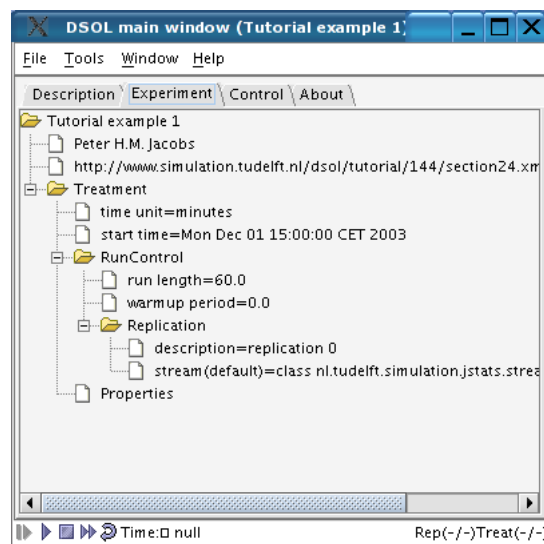 DSOL main window (Tutorial example 1)
File Tools Window Help
Description Experiment Control About
Tutorial example 1
Peter H.M. Jacobs
http://www.simulation.tudelft.nl/dsol/tutorial/144/section24.xm
Treatment
time unit=minutes
start time=Mon Dec 01 15:00:00 CET 2003
RunControl
run length=60.0
warmup period=0.0
Replication
description=replication 0
stream(default)=class nl.tudelft.simulation.jstats.strea
Properties
Time:□ null Rep(-/-)Treat(-/-)